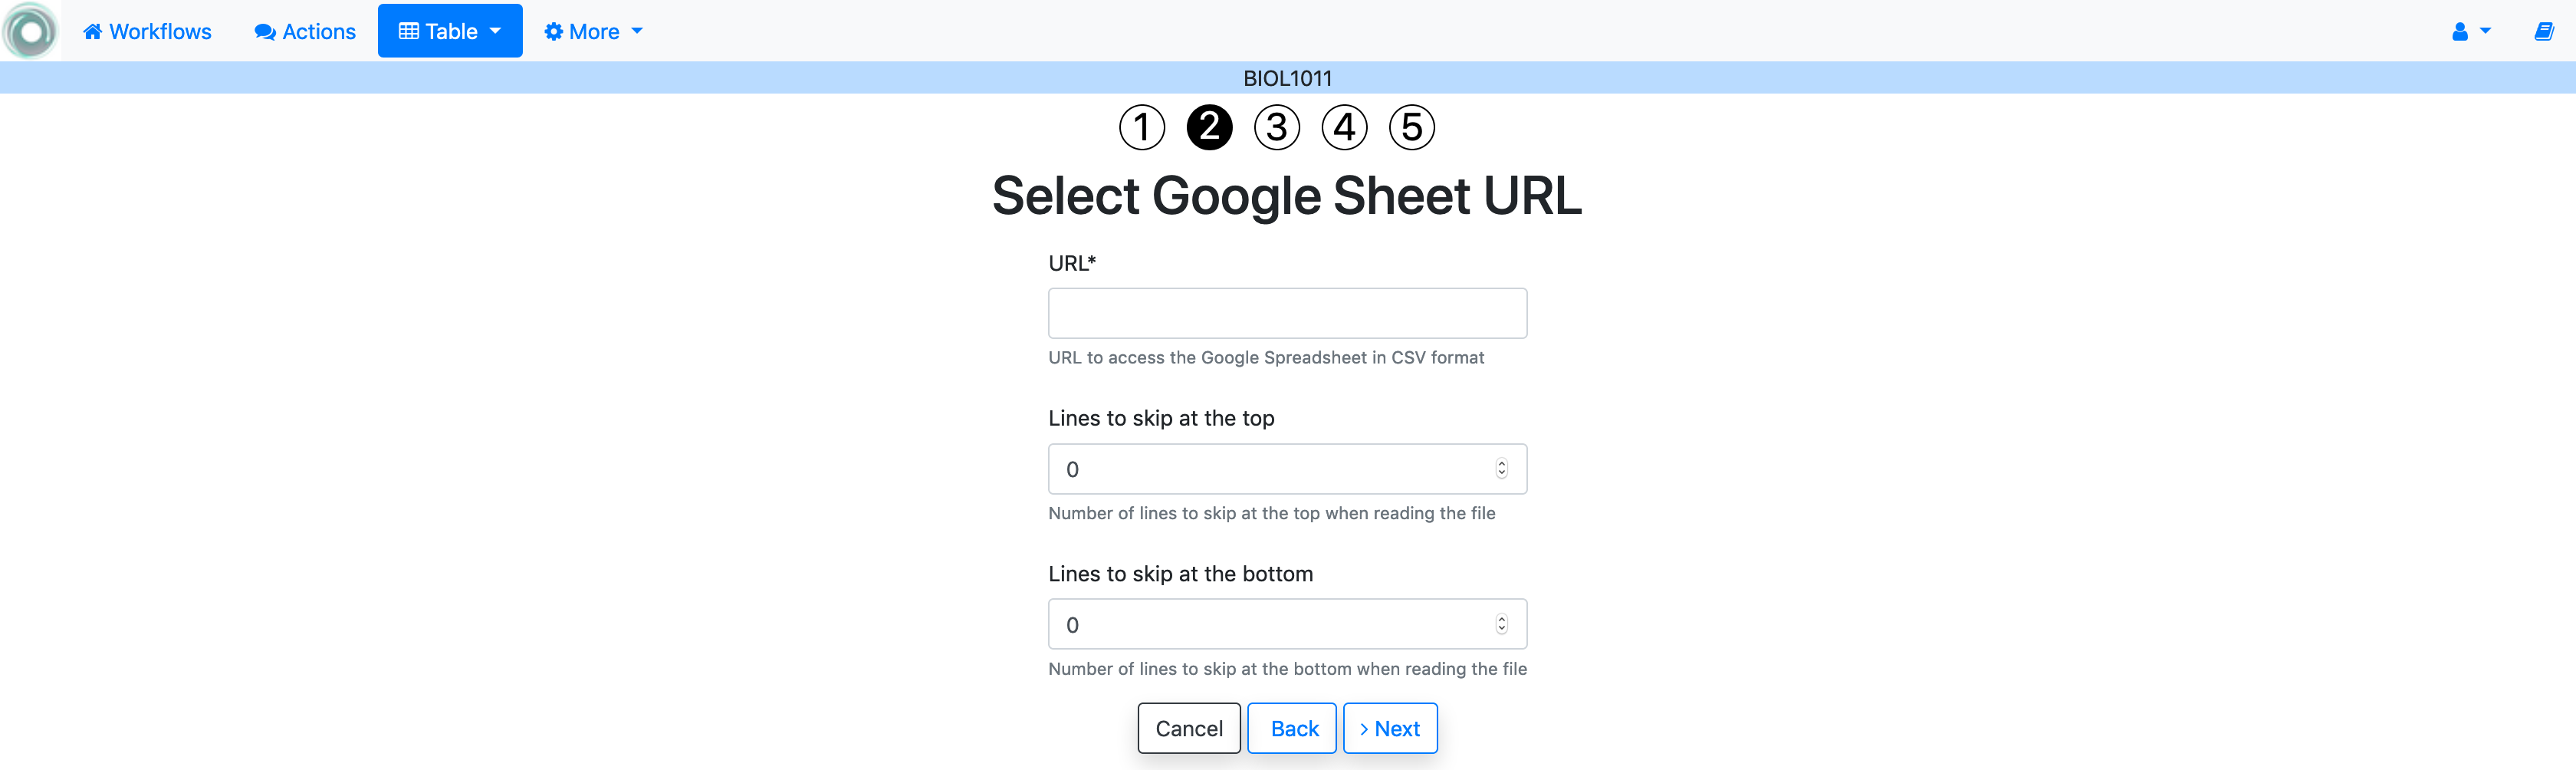 Workflows Actions Table More
BIOL1011
1 2 3 4 5
Select Google Sheet URL
URL*
URL to access the Google Spreadsheet in CSV format
Lines to skip at the top
0
Number of lines to skip at the top when reading the file
Lines to skip at the bottom
0
Number of lines to skip at the bottom when reading the file
Cancel Back Next